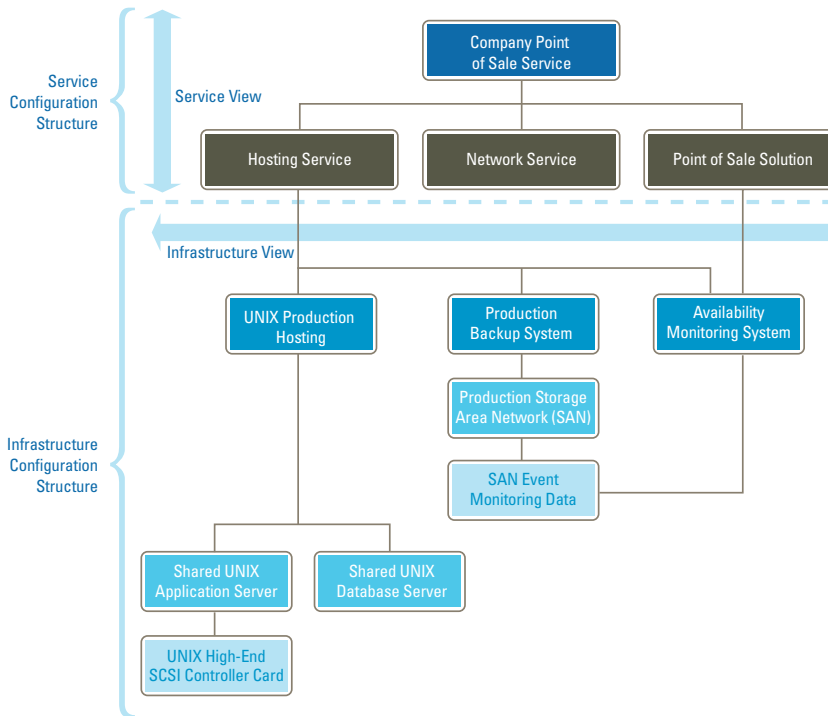 Company Point
of Sale Service
Service
Configuration
Structure
Service View
Hosting Service
Network Service
Point of Sale Solution
Infrastructure View
UNIX Production
Hosting
Production
Backup System
Availability
Monitoring System
Production Storage
Area Network (SAN)
Infrastructure
Configuration
Structure
SAN Event
Monitoring Data
Shared UNIX
Application Server
Shared UNIX
Database Server
UNIX High-End
SCSI Controller Card